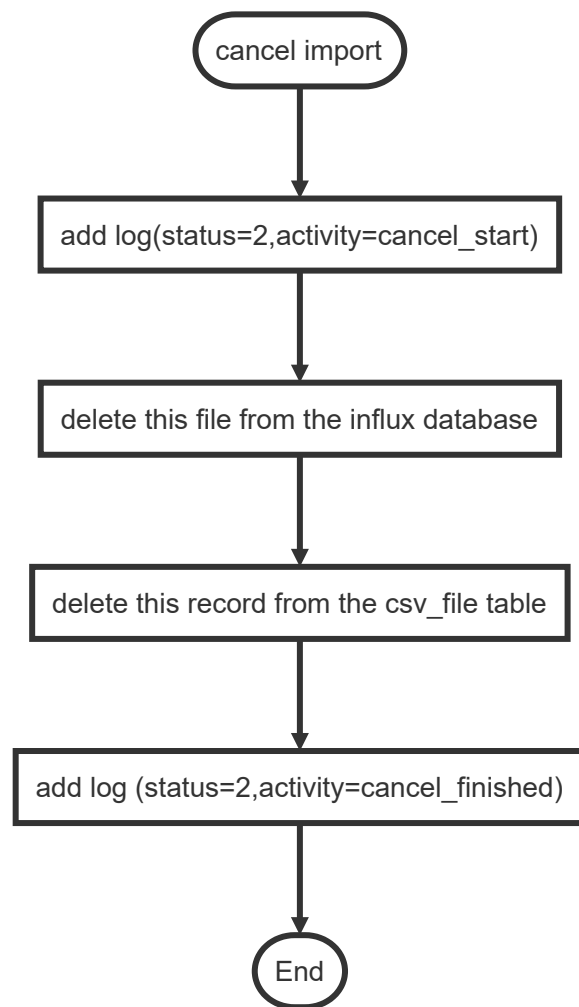 cancel import
add log(status=2,activity=cancel_start)
delete this file from the influx database
delete this record from the csv_file table
add log (status=2,activity=cancel_finished)
End